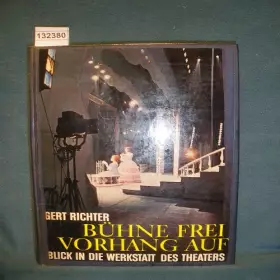 132380
GERT RICHTER
BÜHNE FREI
VORHANG AUF
BLICK IN DIE WERKSTATT DES THEATERS